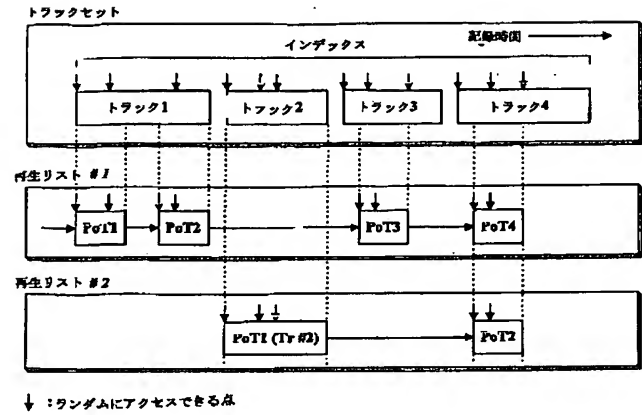 トラックセット
記録時間
インデックス
トラック1 トラック2 トラック3 トラック4
再生リスト #1
PoT1 PoT2 PoT3 PoT4
再生リスト #2
PoT1 (Tr #2) PoT2
↓ :ランダムにアクセスできる点